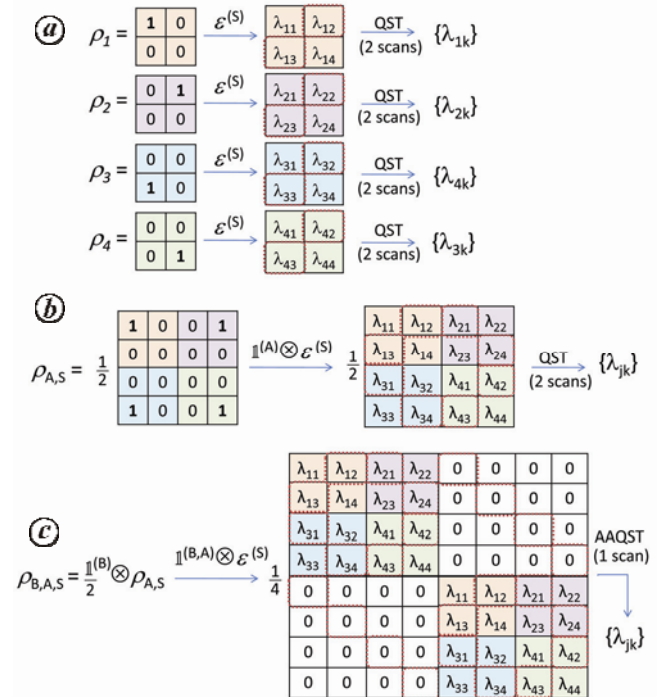 a
ρ1 = 1 0 ε(S) λ11 λ12 QST {λ1k}
0 0 λ13 λ14 (2 scans)
ρ2 = 0 1 ε(S) λ21 λ22 QST {λ2k}
0 0 λ23 λ24 (2 scans)
ρ3 = 0 0 ε(S) λ31 λ32 QST {λ4k}
1 0 λ33 λ34 (2 scans)
ρ4 = 0 0 ε(S) λ41 λ42 QST {λ3k}
0 1 λ43 λ44 (2 scans)
b
1 0 0 1 λ11 λ12 λ21 λ22
0 0 0 0 λ13 λ14 λ23 λ24
ρA,S = 1/2 𝟙(A)⊗ ε(S) 1/2 QST (2 scans) {λjk}
0 0 0 0 λ31 λ32 λ41 λ42
1 0 0 1 λ33 λ34 λ43 λ44
λ11 λ12 λ21 λ22 0 0 0 0
λ13 λ14 λ23 λ24 0 0 0 0
λ31 λ32 λ41 λ42 0 0 0 0
λ33 λ34 λ43 λ44 0 0 0 0
c
ρB,A,S = 𝟙(B)/2 ⊗ ρA,S 𝟙(B,A)⊗ ε(S) 1/4
AAQST
(1 scan)
0 0 0 0 λ11 λ12 λ21 λ22
0 0 0 0 λ13 λ14 λ23 λ24
0 0 0 0 λ31 λ32 λ41 λ42
0 0 0 0 λ33 λ34 λ43 λ44
{λjk}